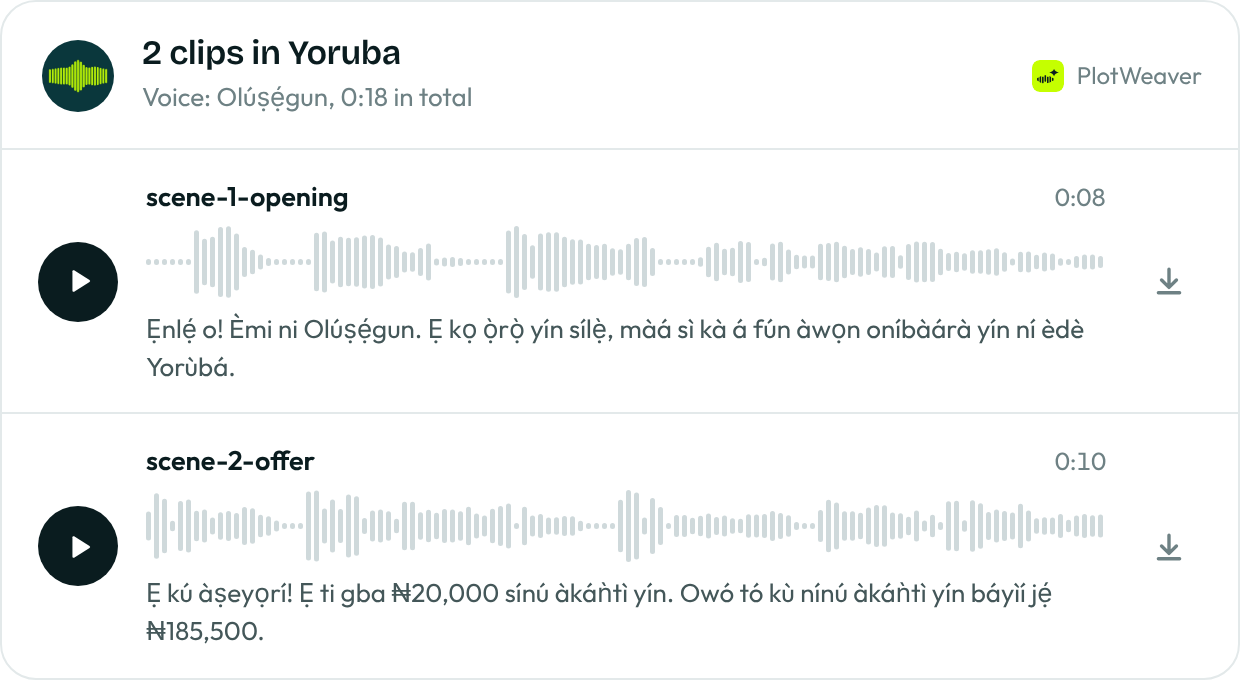 2 clips in Yoruba
Voice: Olúṣẹ́gun, 0:18 in total
PlotWeaver
scene-1-opening
0:08
Ẹnlẹ́ o! Èmi ni Olúṣẹ́gun. Ẹ kọ ọ̀rọ̀ yín sílẹ̀, màá sì kà á fún àwọn oníbàárà yín ní èdè
Yorùbá.
scene-2-offer
0:10
Ẹ kú àṣeyọrí! Ẹ ti gba ₦20,000 sínú àkáǹtì yín. Owó tó kù nínú àkáǹtì yín báyìí jẹ́
₦185,500.